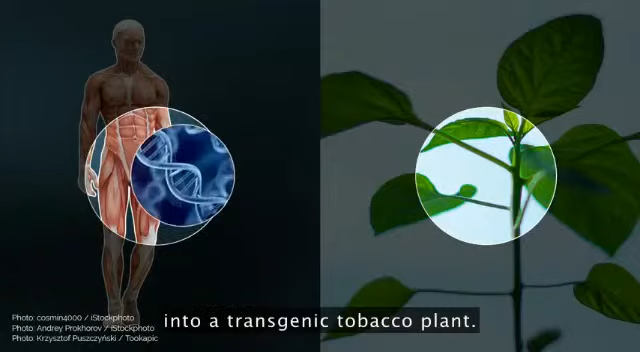 Photo: cosmin4000 / iStockphoto
Photo: Andrey Prokhorov / iStockphoto
Photo: Krzysztof Puszczyński / Tookapic
into a transgenic tobacco plant.